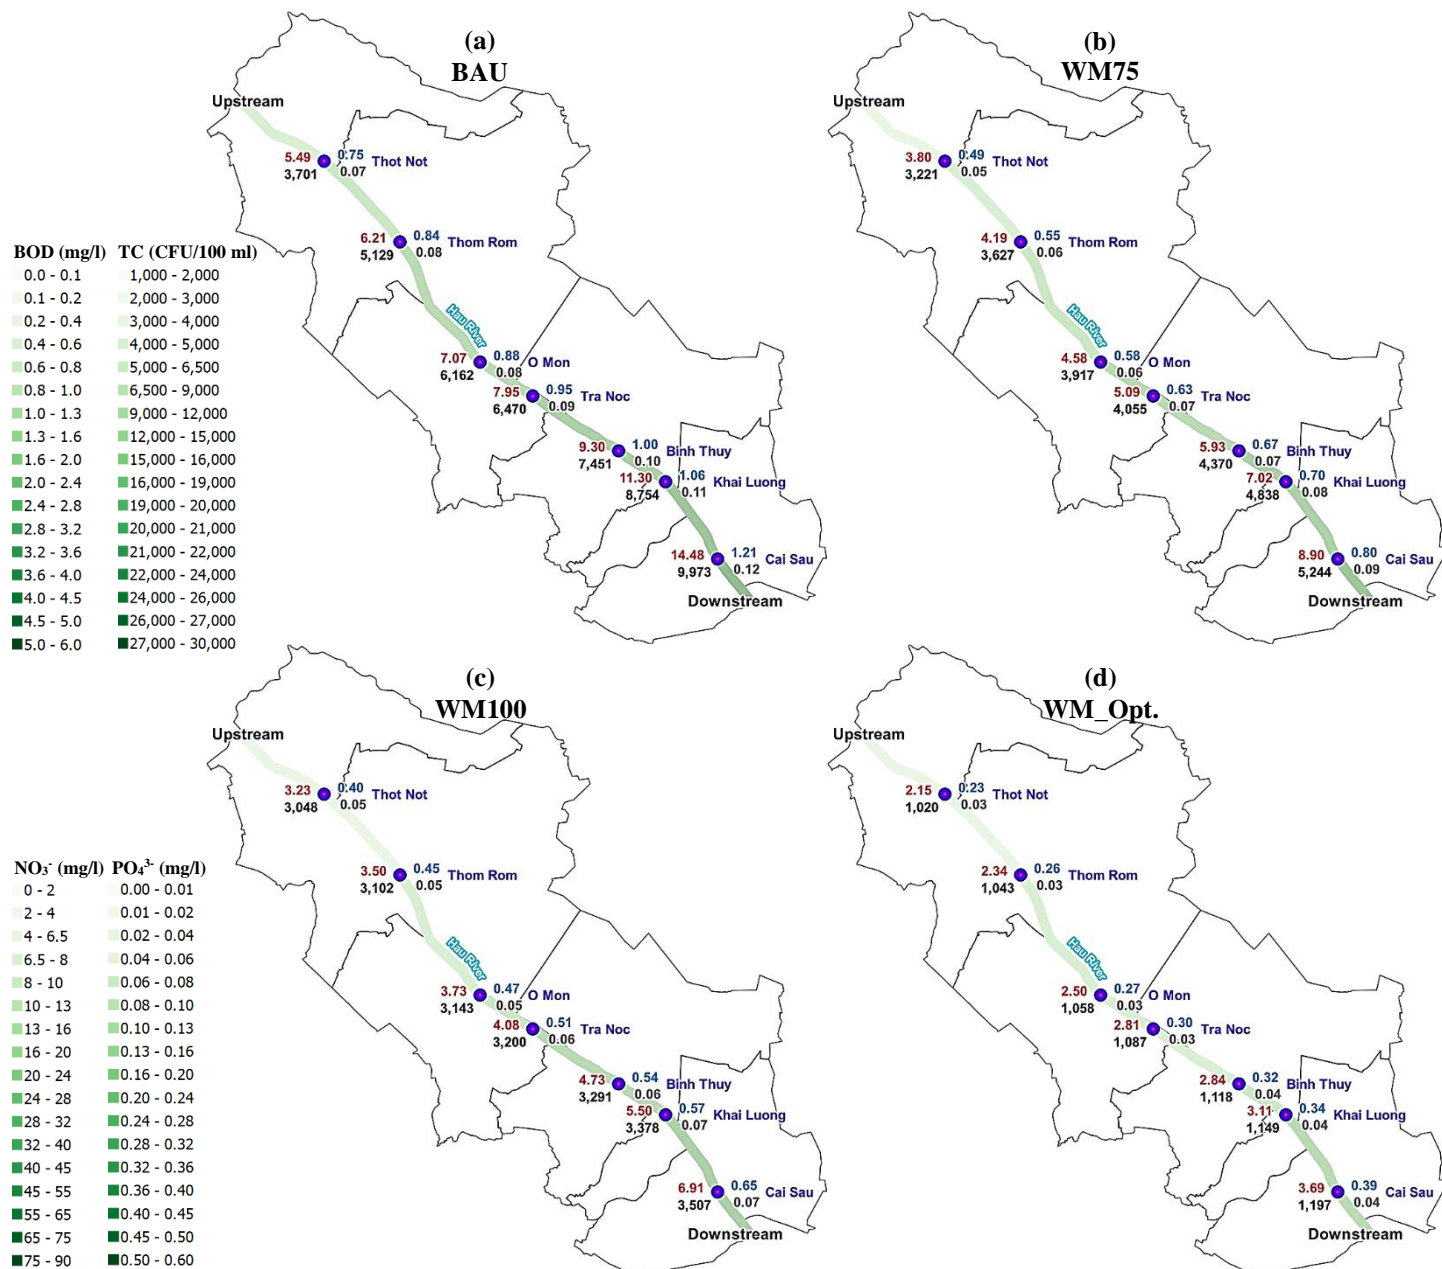 (a)
BAU
Upstream
5.49 0.75 Thot Not
3,701 0.07
6.21 0.84 Thom Rom
5,129 0.08
Hau River
7.07 0.88 O Mon
6,162 0.08
7.95 0.95 Tra Noc
6,470 0.09
9.30 1.00 Binh Thuy
7,451 0.10
11.30 1.06 Khai Luong
8,754 0.11
14.48 1.21 Cai Sau
9,973 0.12
Downstream
(b)
WM75
Upstream
3.80 0.49 Thot Not
3,221 0.05
4.19 0.55 Thom Rom
3,627 0.06
Hau River
4.58 0.58 O Mon
3,917 0.06
5.09 0.63 Tra Noc
4,055 0.07
5.93 0.67 Binh Thuy
4,370 0.07
7.02 0.70 Khai Luong
4,838 0.08
8.90 0.80 Cai Sau
5,244 0.09
Downstream
BOD (mg/l) TC (CFU/100 ml)
0.0 - 0.1 1,000 - 2,000
0.1 - 0.2 2,000 - 3,000
0.2 - 0.4 3,000 - 4,000
0.4 - 0.6 4,000 - 5,000
0.6 - 0.8 5,000 - 6,500
0.8 - 1.0 6,500 - 9,000
1.0 - 1.3 9,000 - 12,000
1.3 - 1.6 12,000 - 15,000
1.6 - 2.0 15,000 - 16,000
2.0 - 2.4 16,000 - 19,000
2.4 - 2.8 19,000 - 20,000
2.8 - 3.2 20,000 - 21,000
3.2 - 3.6 21,000 - 22,000
3.6 - 4.0 22,000 - 24,000
4.0 - 4.5 24,000 - 26,000
4.5 - 5.0 26,000 - 27,000
5.0 - 6.0 27,000 - 30,000
(c)
WM100
Upstream
3.23 0.40 Thot Not
3,048 0.05
3.50 0.45 Thom Rom
3,102 0.05
Hau River
3.73 0.47 O Mon
3,143 0.05
4.08 0.51 Tra Noc
3,200 0.06
4.73 0.54 Binh Thuy
3,291 0.06
5.50 0.57 Khai Luong
3,378 0.07
6.91 0.65 Cai Sau
3,507 0.07
Downstream
(d)
WM_Opt.
Upstream
2.15 0.23 Thot Not
1,020 0.03
2.34 0.26 Thom Rom
1,043 0.03
Hau River
2.50 0.27 O Mon
1,058 0.03
2.81 0.30 Tra Noc
1,087 0.03
2.84 0.32 Binh Thuy
1,118 0.04
3.11 0.34 Khai Luong
1,149 0.04
3.69 0.39 Cai Sau
1,197 0.04
Downstream
NO₃⁻ (mg/l) PO₄³⁻ (mg/l)
0 - 2 0.00 - 0.01
2 - 4 0.01 - 0.02
4 - 6.5 0.02 - 0.04
6.5 - 8 0.04 - 0.06
8 - 10 0.06 - 0.08
10 - 13 0.08 - 0.10
13 - 16 0.10 - 0.13
16 - 20 0.13 - 0.16
20 - 24 0.16 - 0.20
24 - 28 0.20 - 0.24
28 - 32 0.24 - 0.28
32 - 40 0.28 - 0.32
40 - 45 0.32 - 0.36
45 - 55 0.36 - 0.40
55 - 65 0.40 - 0.45
65 - 75 0.45 - 0.50
75 - 90 0.50 - 0.60